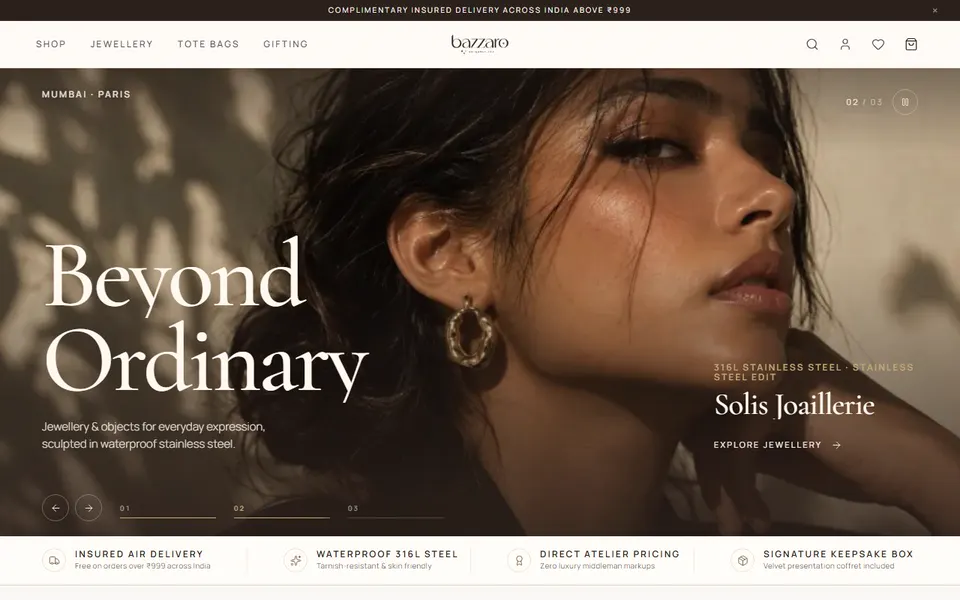 COMPLIMENTARY INSURED DELIVERY ACROSS INDIA ABOVE ₹999
×
SHOP
JEWELLERY
TOTE BAGS
GIFTING
bazzaro
MUMBAI · PARIS
02 / 03
Beyond
Ordinary
Jewellery & objects for everyday expression,
sculpted in waterproof stainless steel.
316L STAINLESS STEEL · STAINLESS
STEEL EDIT
Solis Joaillerie
EXPLORE JEWELLERY →
01
02
03
INSURED AIR DELIVERY
Free on orders over ₹999 across India
WATERPROOF 316L STEEL
Tarnish-resistant & skin friendly
DIRECT ATELIER PRICING
Zero luxury middleman markups
SIGNATURE KEEPSAKE BOX
Velvet presentation coffret included